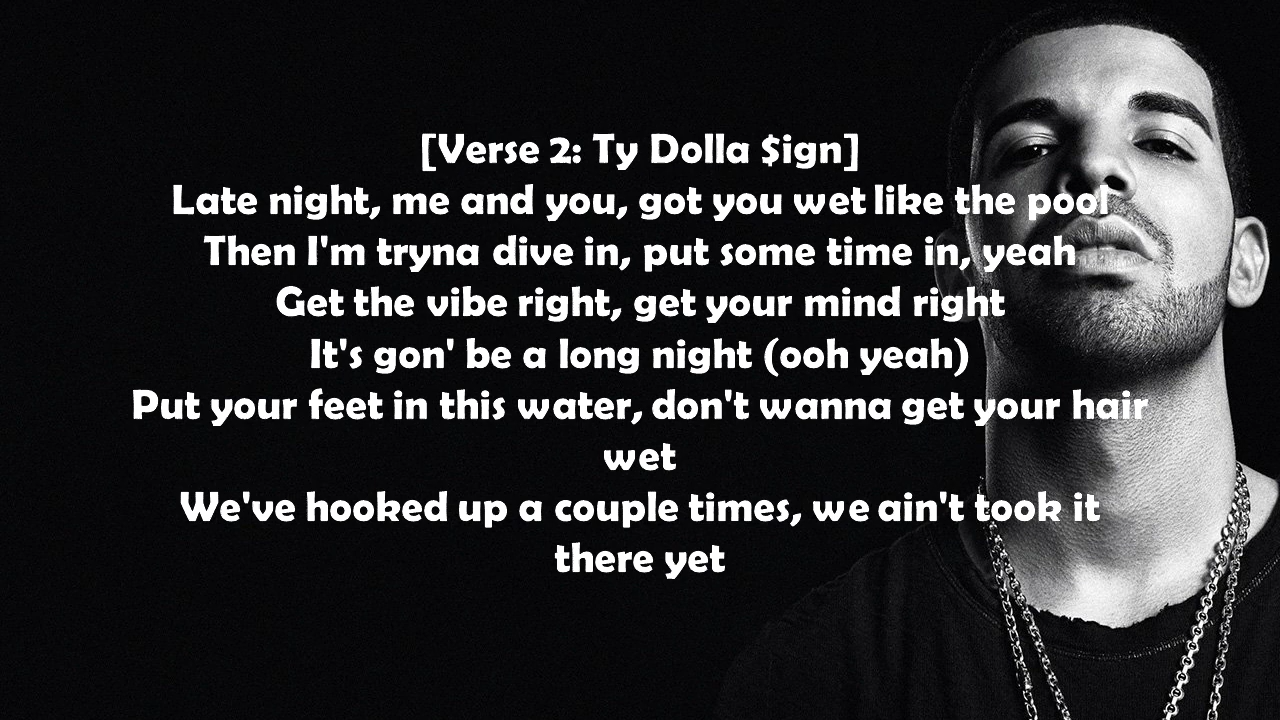 [Verse 2: Ty Dolla $ign]
Late night, me and you, got you wet like the pool
Then I'm tryna dive in, put some time in, yeah
Get the vibe right, get your mind right
It's gon' be a long night (ooh yeah)
Put your feet in this water, don't wanna get your hair
wet
We've hooked up a couple times, we ain't took it
there yet